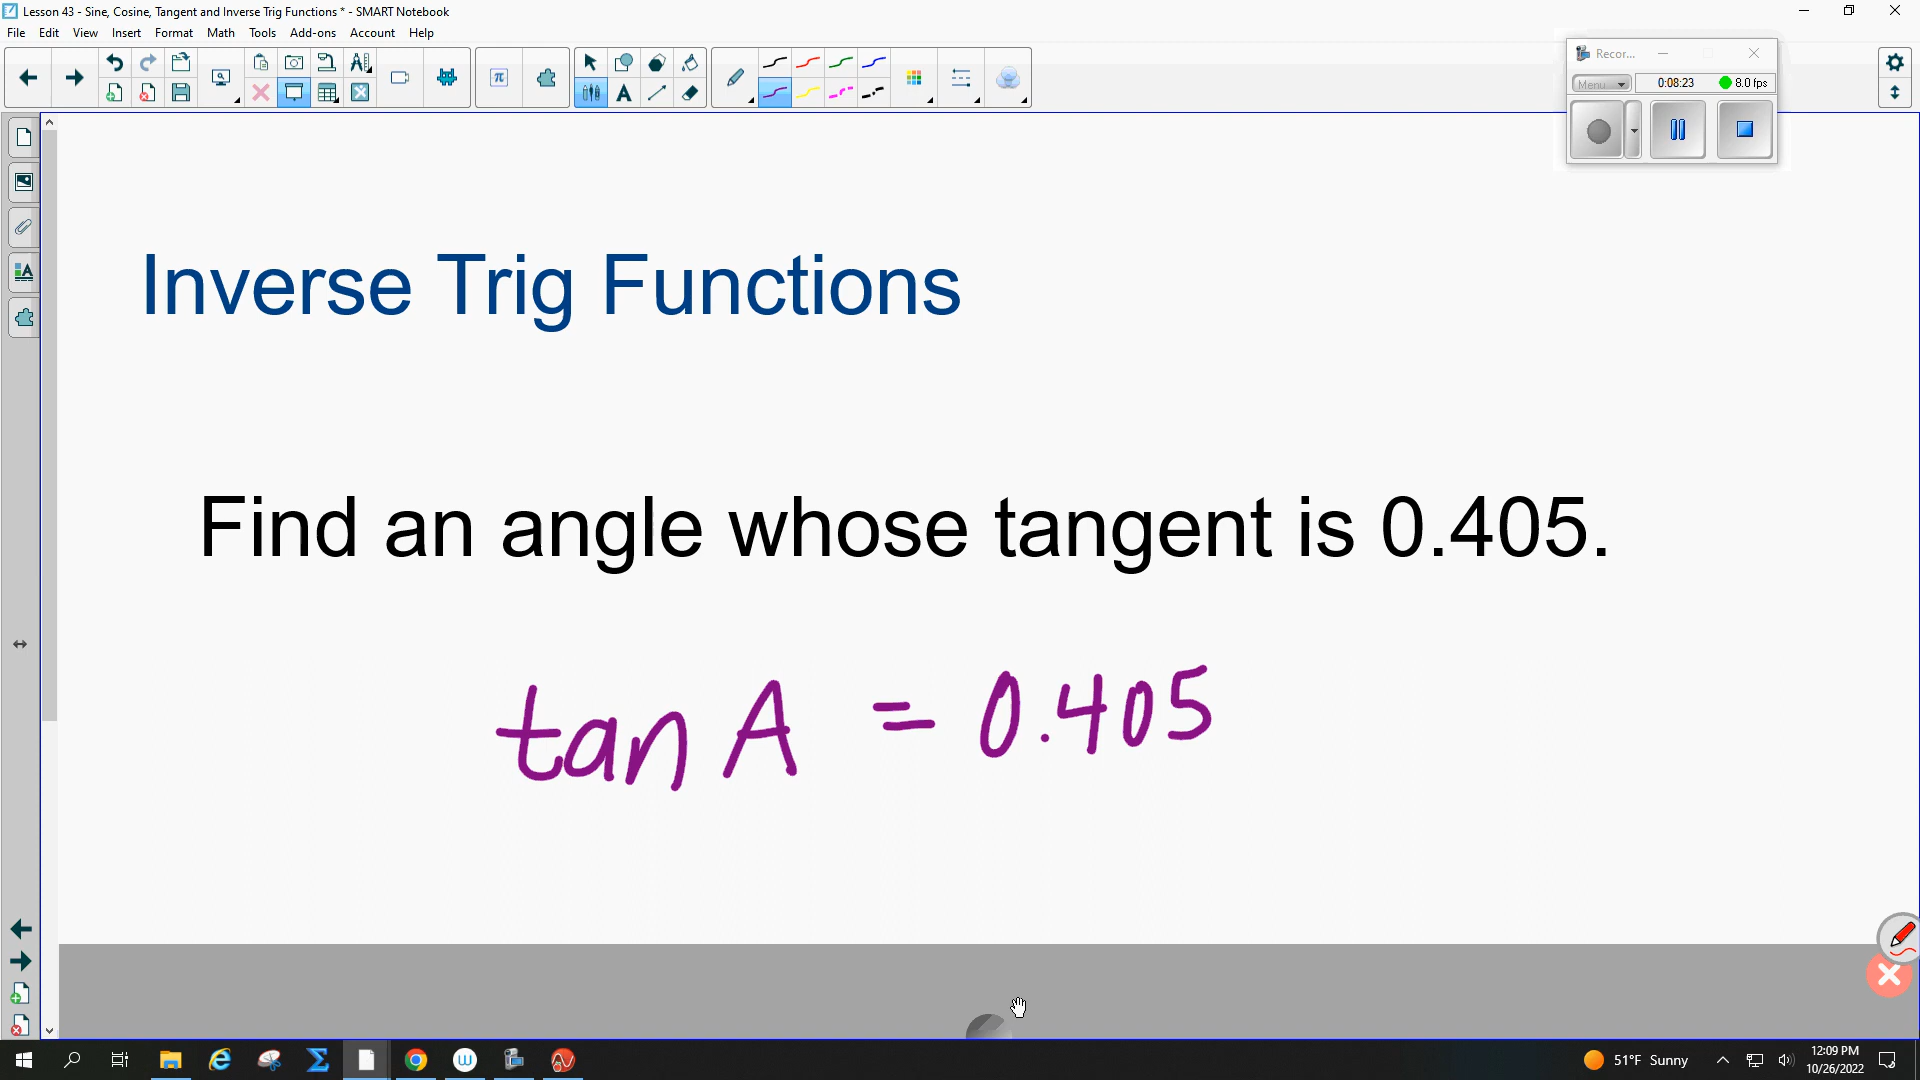 Lesson 43 - Sine, Cosine, Tangent and Inverse Trig Functions * - SMART Notebook
File Edit View Insert Format Math Tools Add-ons Account Help
Recor...
Menu 0:08:23 8.0 fps
Inverse Trig Functions
Find an angle whose tangent is 0.405.
tan A = 0.405
51°F Sunny
12:09 PM
10/26/2022